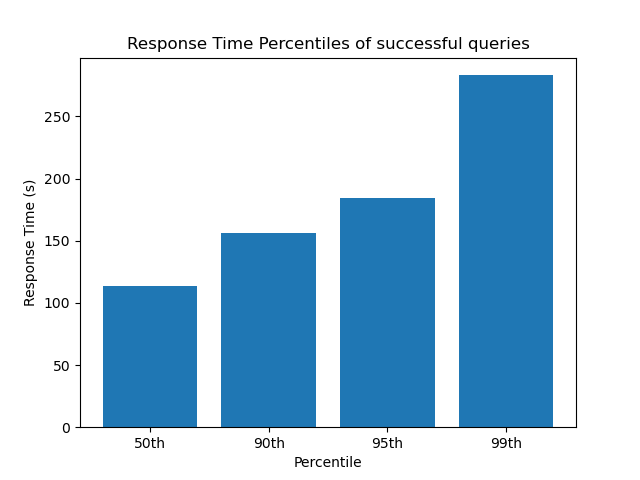 Response Time Percentiles of successful queries
250
200
150
100
50
0
Response Time (s)
50th 90th 95th 99th
Percentile